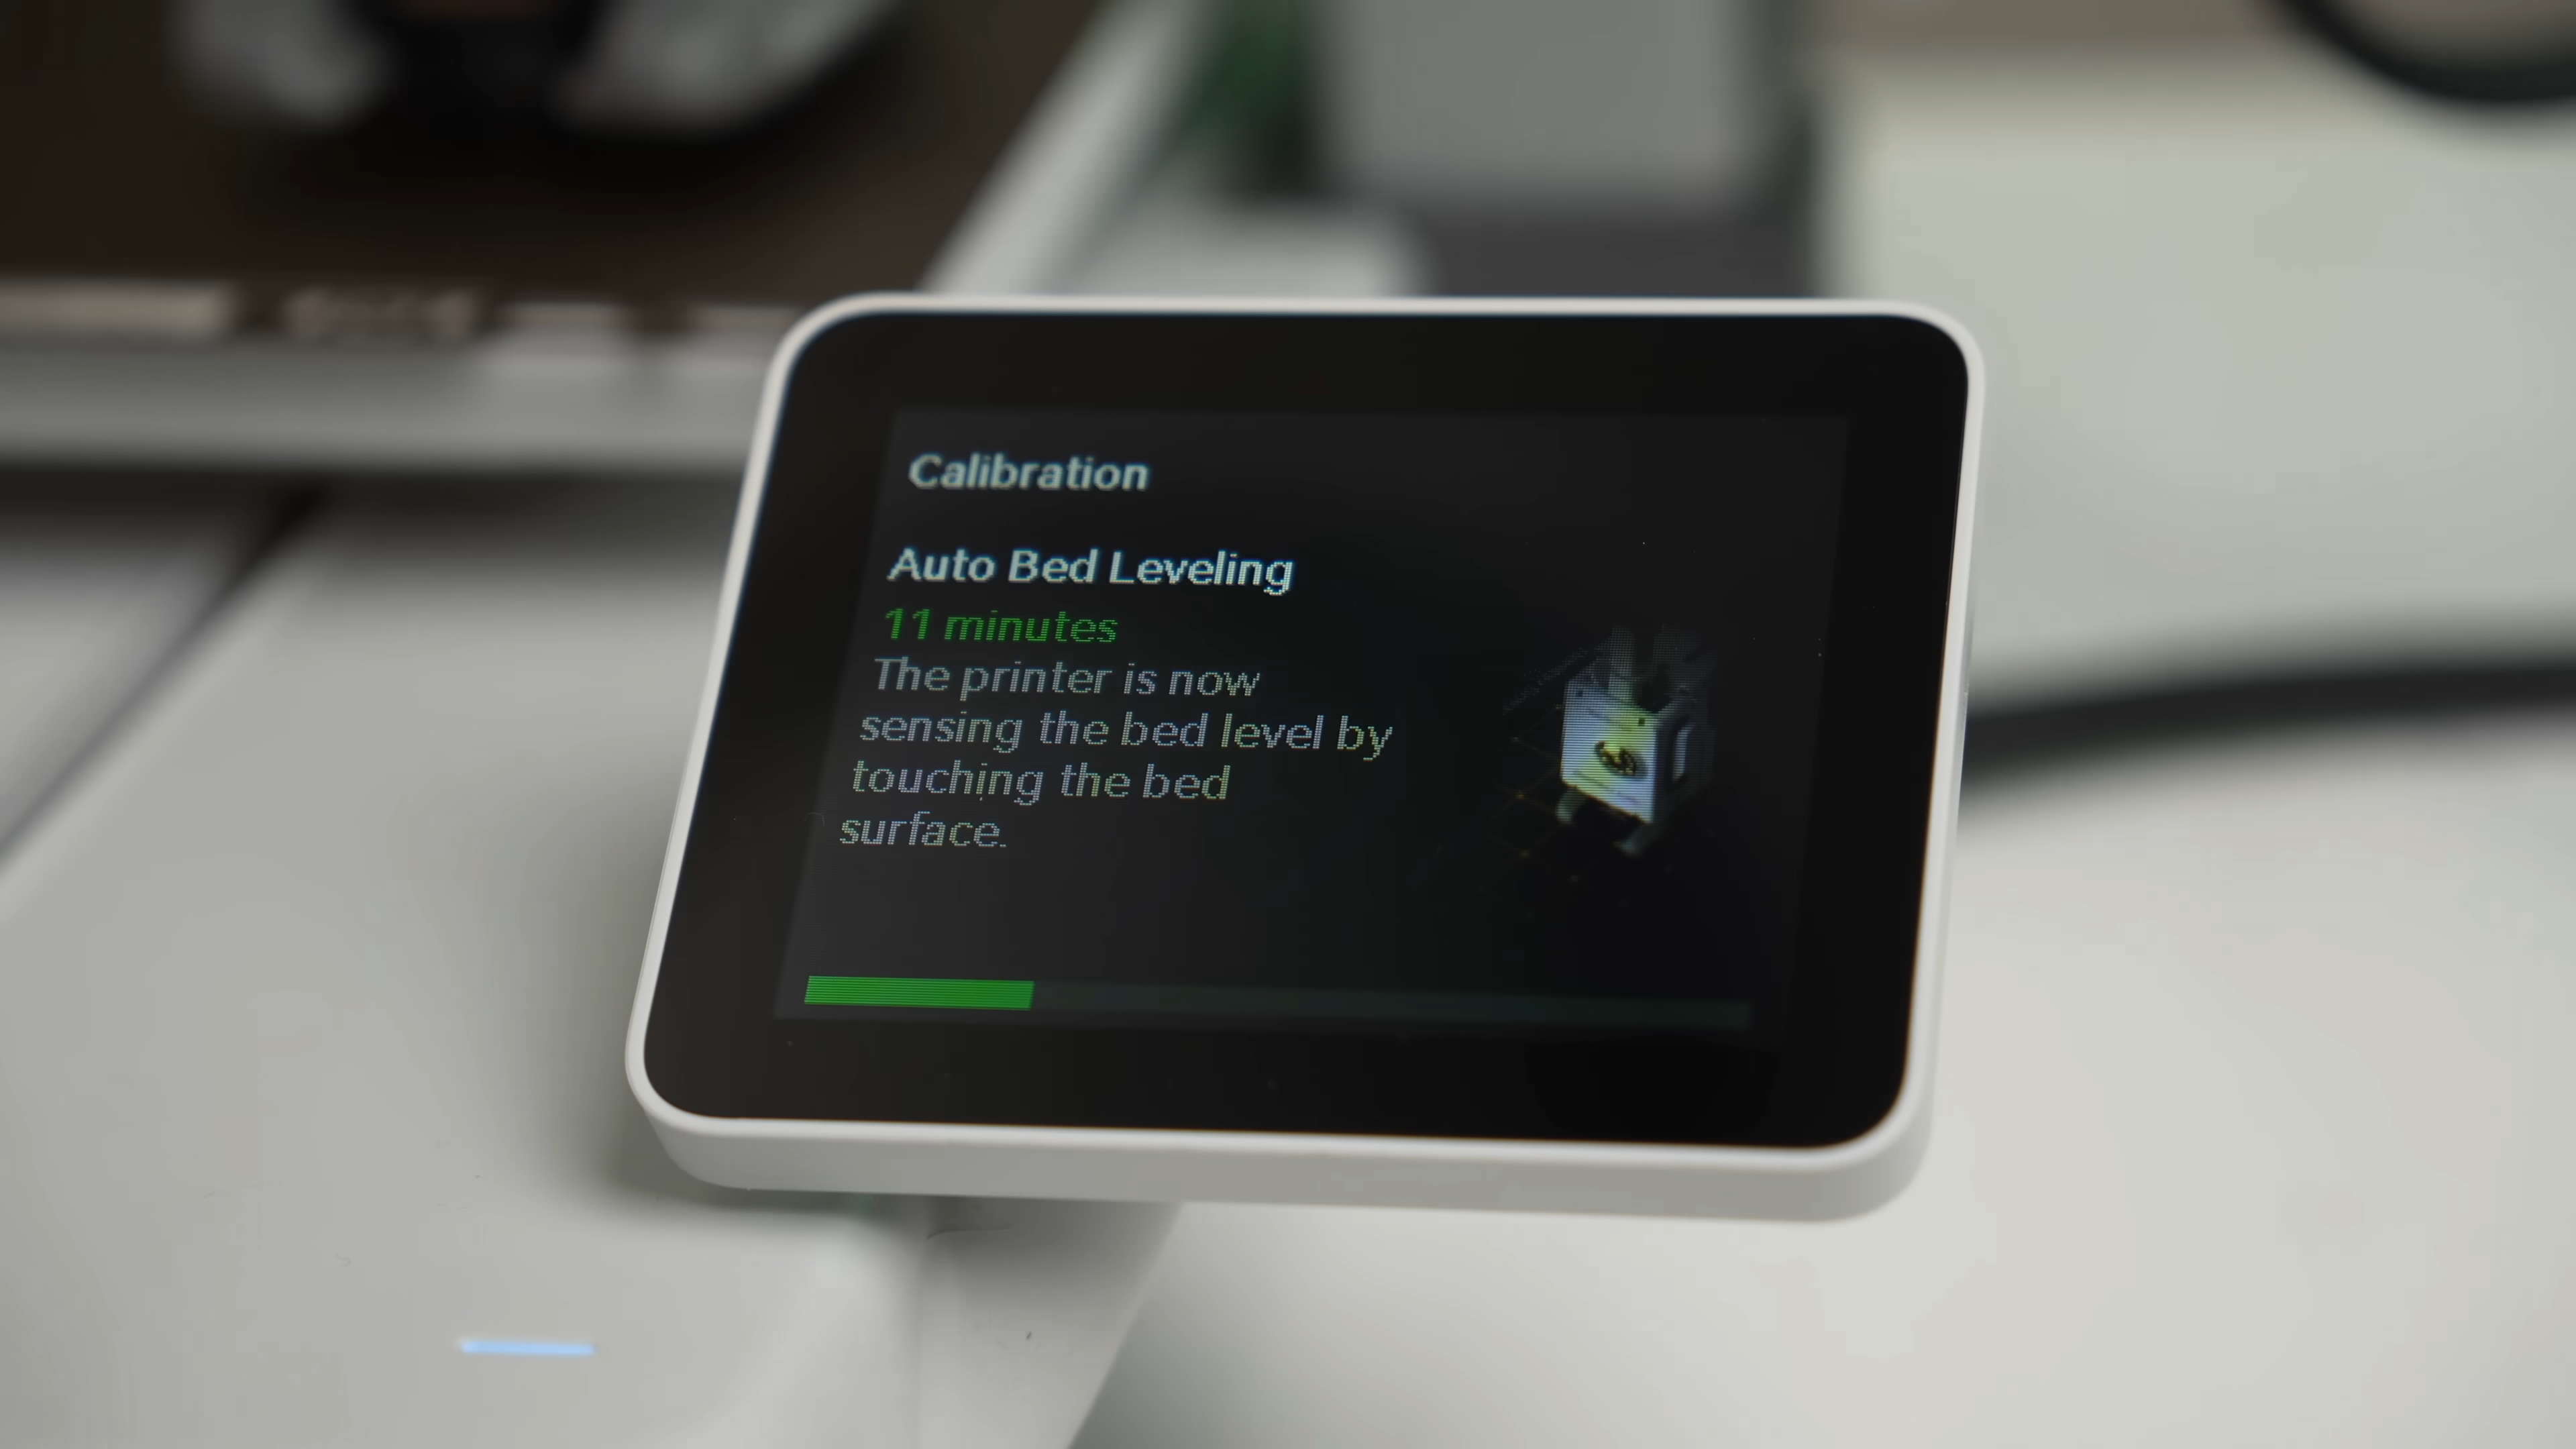 Calibration
Auto Bed Leveling
11 minutes
The printer is now
sensing the bed level by
touching the bed
surface.